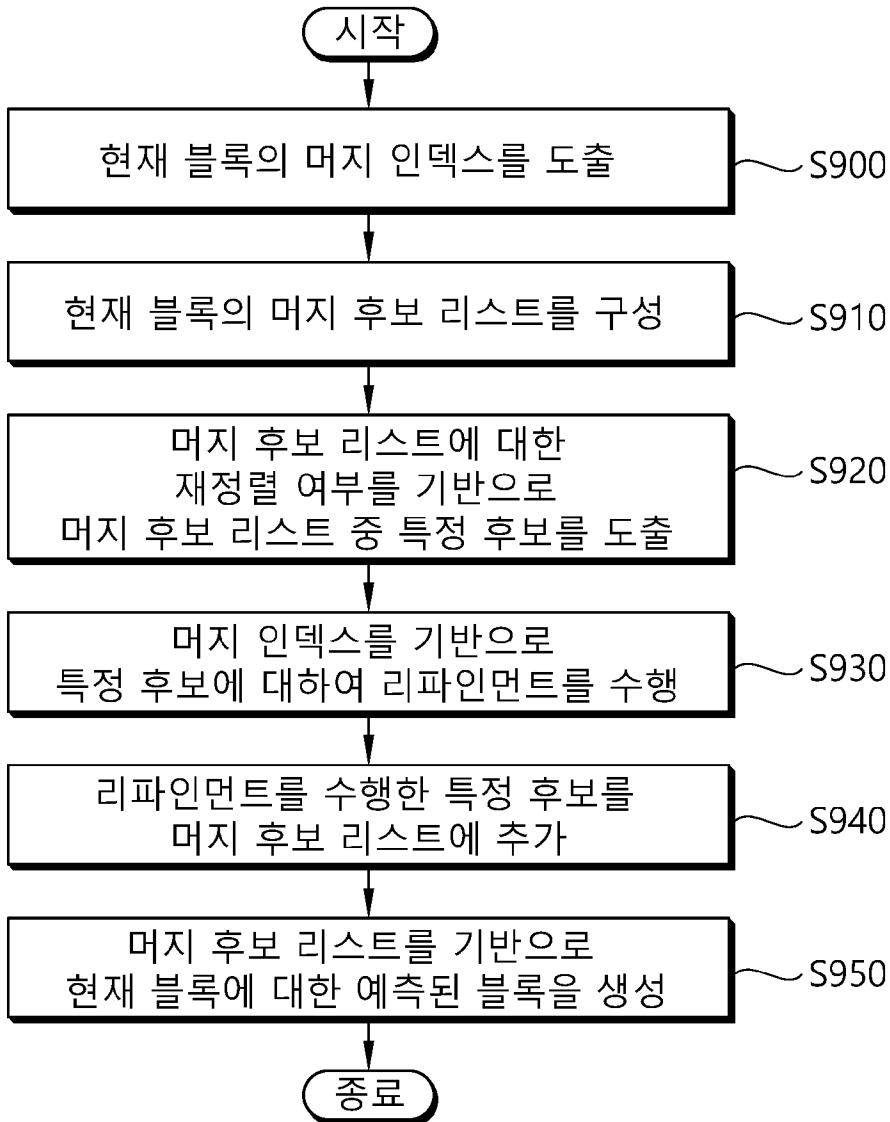 시작
현재 블록의 머지 인덱스를 도출
S900
현재 블록의 머지 후보 리스트를 구성
S910
머지 후보 리스트에 대한
재정렬 여부를 기반으로
머지 후보 리스트 중 특정 후보를 도출
S920
머지 인덱스를 기반으로
특정 후보에 대하여 리파인먼트를 수행
S930
리파인먼트를 수행한 특정 후보를
머지 후보 리스트에 추가
S940
머지 후보 리스트를 기반으로
현재 블록에 대한 예측된 블록을 생성
S950
종료